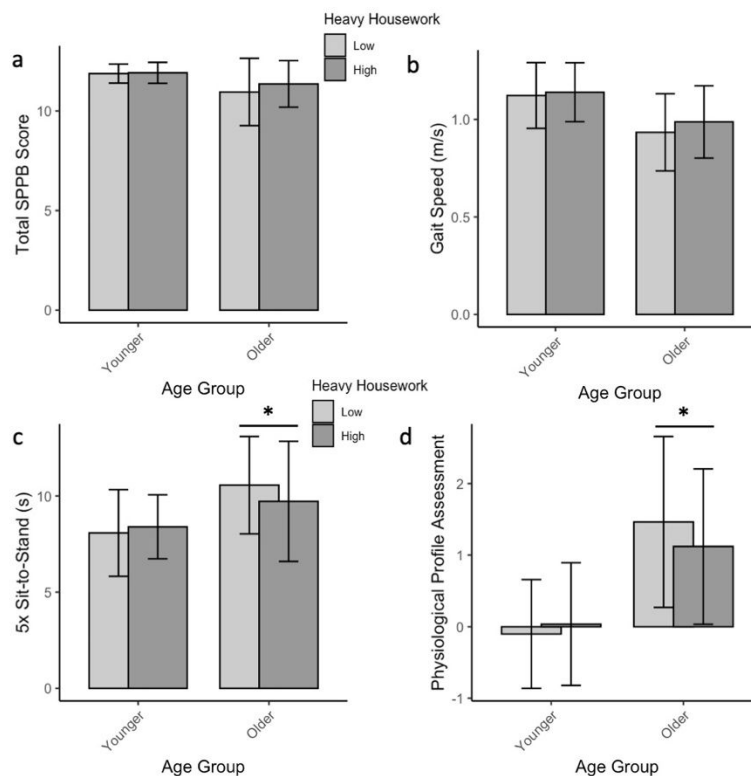 Heavy Housework
Low
High
a
Total SPPB Score
10
5
0
Younger
Older
Age Group
b
Gait Speed (m/s)
1.0
0.5
0.0
Younger
Older
Age Group
Heavy Housework
Low
High
c
*
5x Sit-to-Stand (s)
10
5
0
Younger
Older
Age Group
d
*
Physiological Profile Assessment
2
1
0
-1
Younger
Older
Age Group